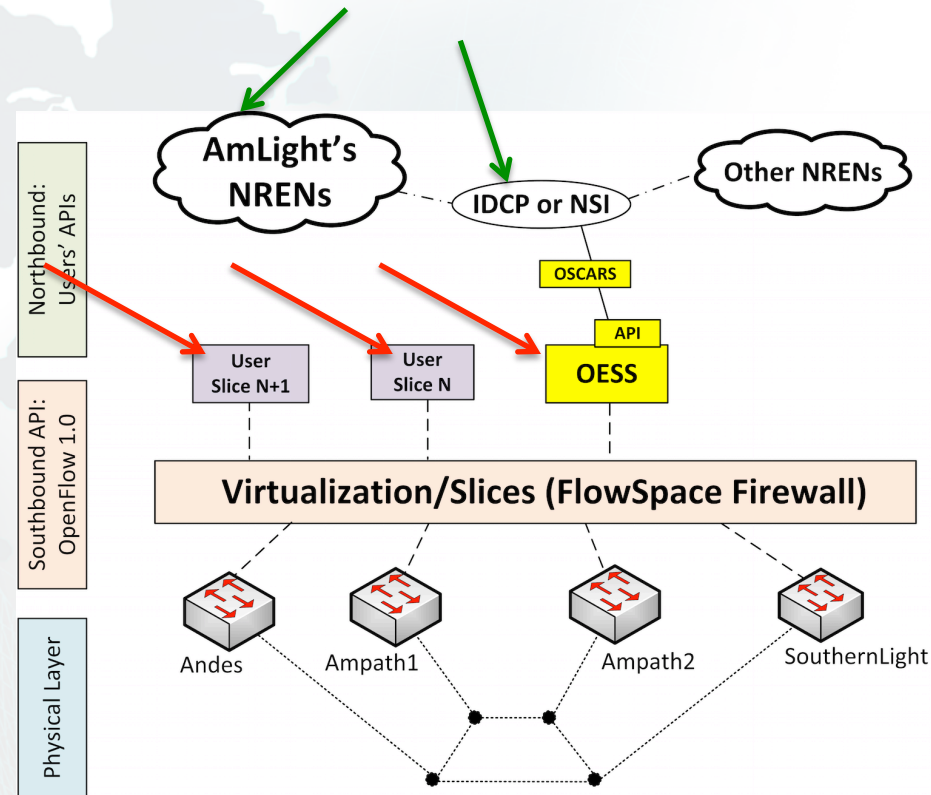 AmLight's
NRENs
Other NRENs
IDCP or NSI
Northbound:
Users' APIs
OSCARS
API
User
Slice N+1
User
Slice N
OESS
Southbound API:
OpenFlow 1.0
Virtualization/Slices (FlowSpace Firewall)
Andes
Ampath1
Ampath2
SouthernLight
Physical Layer